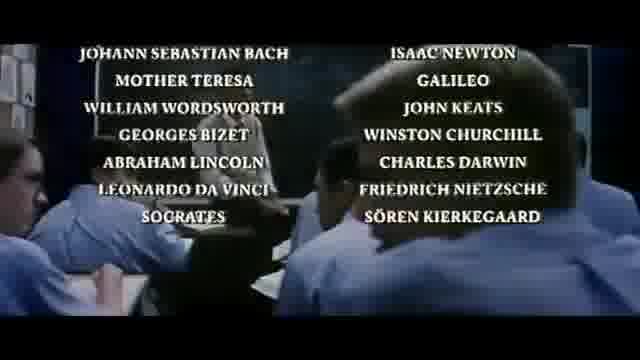 JOHANN SEBASTIAN BACH
MOTHER TERESA
WILLIAM WORDSWORTH
GEORGES BIZET
ABRAHAM LINCOLN
LEONARDO DA VINCI
SOCRATES
ISAAC NEWTON
GALILEO
JOHN KEATS
WINSTON CHURCHILL
CHARLES DARWIN
FRIEDRICH NIETZSCHE
SÖREN KIERKEGAARD